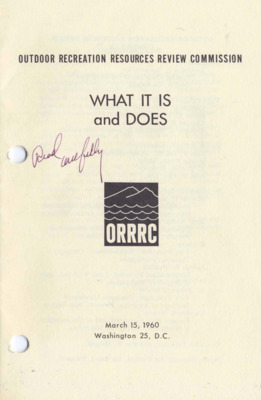 OUTDOOR RECREATION RESOURCES REVIEW COMMISSION
WHAT IT IS
and DOES
Read carefully
ORRRC
March 15, 1960
Washington 25, D.C.